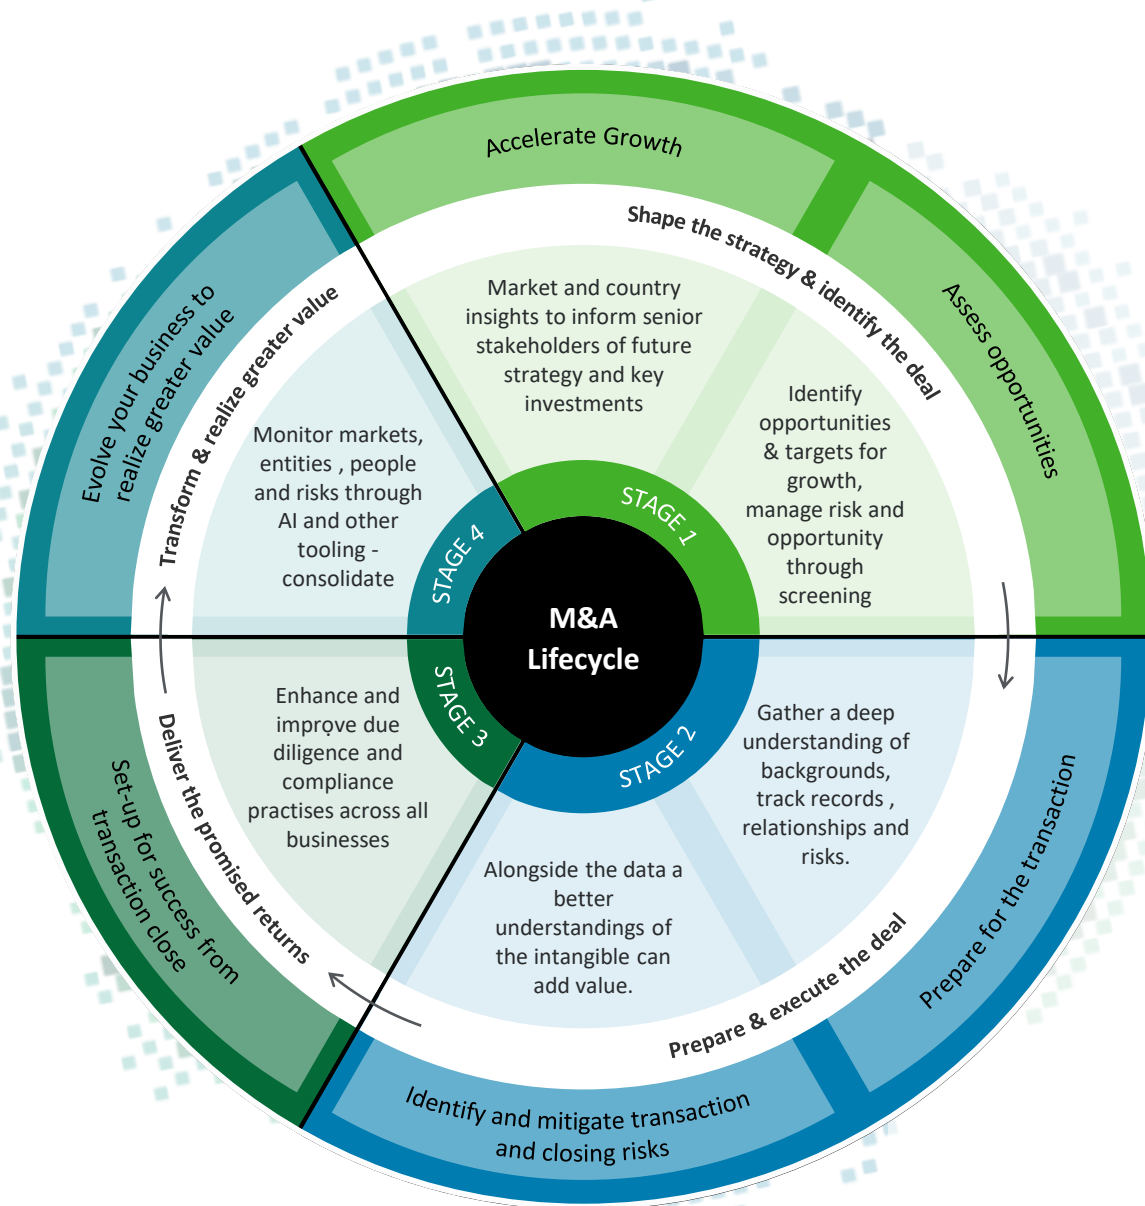 Accelerate Growth
Assess opportunities
Shape the strategy & identify the deal
Market and country
insights to inform senior
stakeholders of future
strategy and key
investments
Identify
opportunities
& targets for
growth,
manage risk and
opportunity
through
screening
STAGE 1
M&A
Lifecycle
STAGE 2
Gather a deep
understanding of
backgrounds,
track records ,
relationships and
risks.
Alongside the data a
better
understandings of
the intangible can
add value.
Prepare & execute the deal
Prepare for the transaction
Identify and mitigate transaction
and closing risks
STAGE 3
Enhance and
improve due
diligence and
compliance
practises across all
businesses
Deliver the promised returns
Set-up for success from
transaction close
STAGE 4
Monitor markets,
entities , people
and risks through
AI and other
tooling -
consolidate
Transform & realize greater value
Evolve your business to
realize greater value